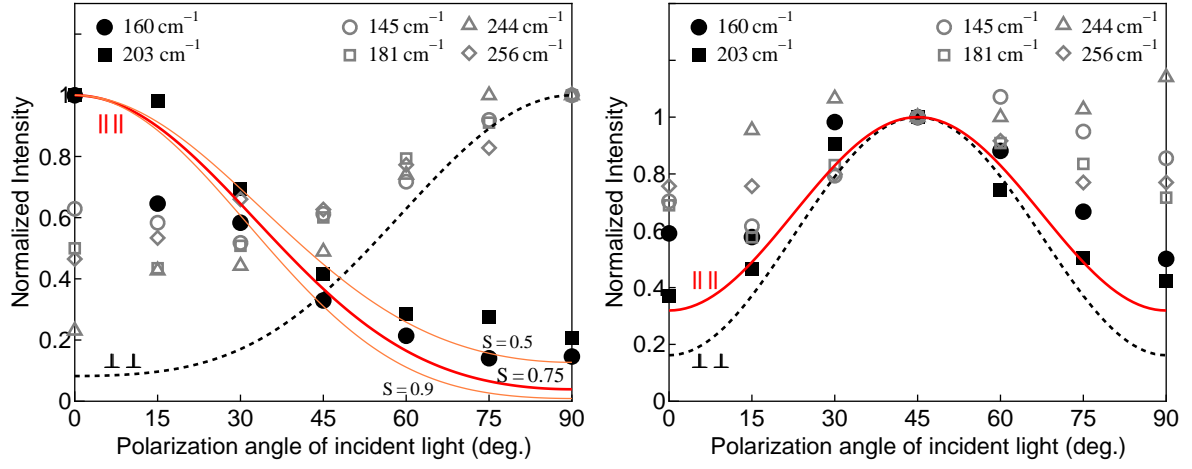 160 cm⁻¹
203 cm⁻¹
145 cm⁻¹
181 cm⁻¹
244 cm⁻¹
256 cm⁻¹
1
0.8
0.6
0.4
0.2
0
|| ||
⊥ ⊥
S=0.5
S=0.75
S=0.9
0 15 30 45 60 75 90
Normalized Intensity
Polarization angle of incident light (deg.)
160 cm⁻¹
203 cm⁻¹
145 cm⁻¹
181 cm⁻¹
244 cm⁻¹
256 cm⁻¹
1
0.8
0.6
0.4
0.2
0
|| ||
⊥ ⊥
0 15 30 45 60 75 90
Normalized Intensity
Polarization angle of incident light (deg.)